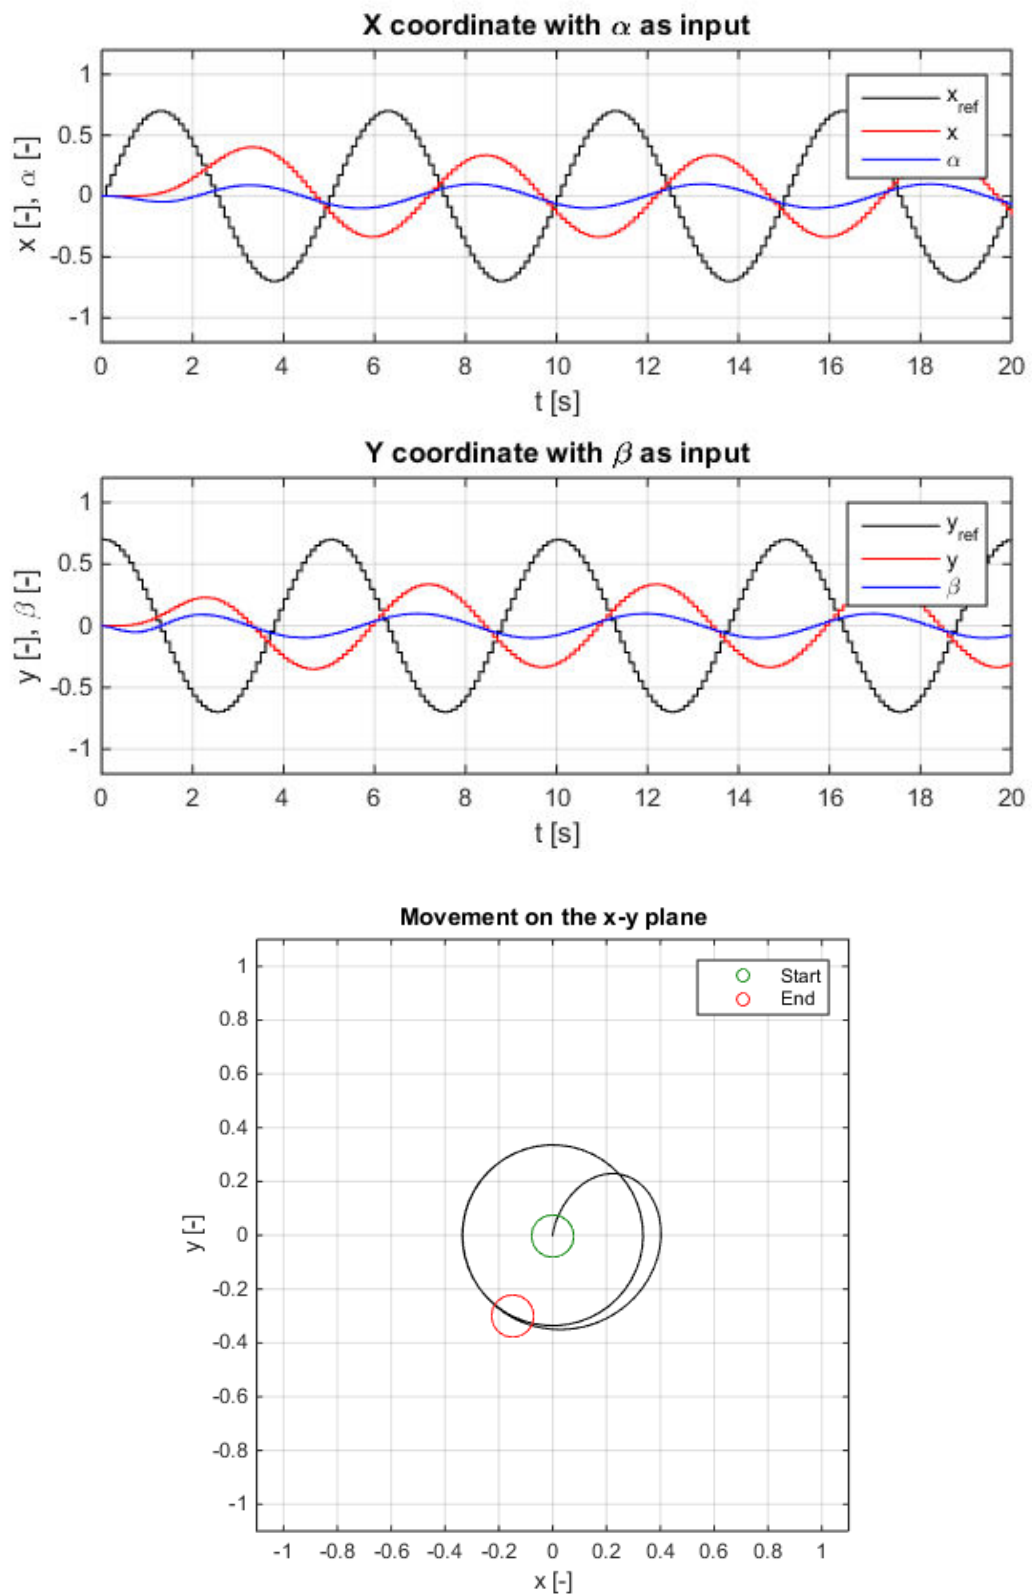 X coordinate with α as input
x [-], α [-]
1
0.5
0
-0.5
-1
x_ref
x
α
0 2 4 6 8 10 12 14 16 18 20
t [s]
Y coordinate with β as input
y [-], β [-]
1
0.5
0
-0.5
-1
y_ref
y
β
0 2 4 6 8 10 12 14 16 18 20
t [s]
Movement on the x-y plane
y [-]
1
0.8
0.6
0.4
0.2
0
-0.2
-0.4
-0.6
-0.8
-1
Start
End
-1 -0.8 -0.6 -0.4 -0.2 0 0.2 0.4 0.6 0.8 1
x [-]